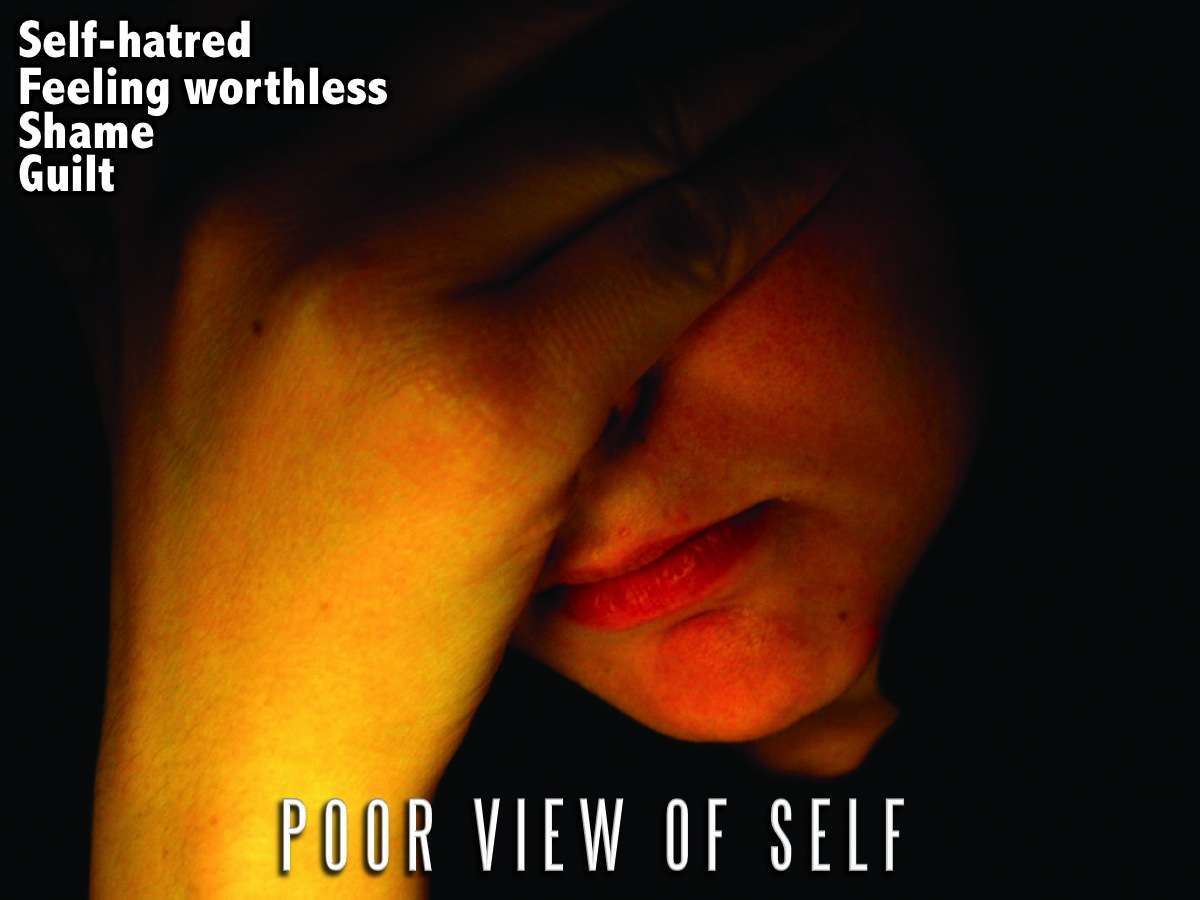 Self-hatred
Feeling worthless
Shame
Guilt
POOR VIEW OF SELF